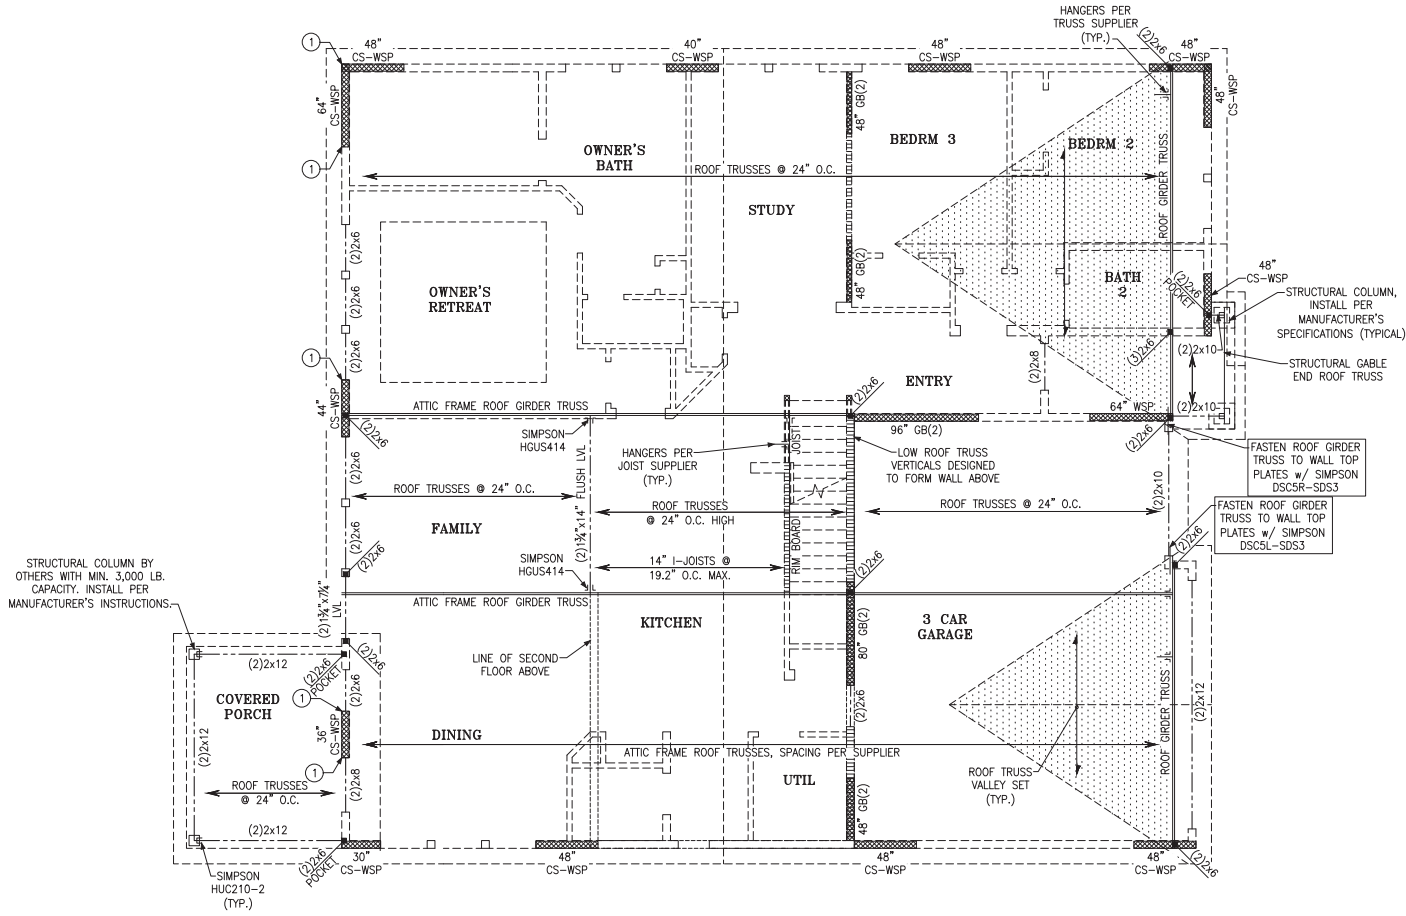 HANGERS PER
TRUSS SUPPLIER
(TYP.)
(2)2x6
1
48"
CS-WSP
40"
CS-WSP
48"
CS-WSP
48"
CS-WSP
64"
CS-WSP
48" GB(2)
48"
CS-WSP
1
OWNER'S
BATH
BEDRM 3
BEDRM 2
ROOF TRUSSES @ 24" O.C.
ROOF GIRDER TRUSS
STUDY
(2)2x6
48" GB(2)
48"
CS-WSP
(2)2x6
POCKET
BATH
2
OWNER'S
RETREAT
(2)2x6
STRUCTURAL COLUMN,
INSTALL PER
MANUFACTURER'S
SPECIFICATIONS (TYPICAL)
(2)2x6
1
(3)2x6
(2)2x10
(2)2x8
STRUCTURAL GABLE
END ROOF TRUSS
ENTRY
44"
CS-WSP
ATTIC FRAME ROOF GIRDER TRUSS
(2)2x6
64" WSP
(2)2x10
(2)2x6
SIMPSON
HGUS414
96" GB(2)
(2)2x6
HANGERS PER
JOIST SUPPLIER
(TYP.)
JOIST
LOW ROOF TRUSS
VERTICALS DESIGNED
TO FORM WALL ABOVE
FASTEN ROOF GIRDER
TRUSS TO WALL TOP
PLATES w/ SIMPSON
DSC5R-SDS3
(2)2x6
ROOF TRUSSES @ 24" O.C.
(2)1¾"x14" FLUSH LVL
ROOF TRUSSES
@ 24" O.C. HIGH
ROOF TRUSSES @ 24" O.C.
(2)2x10
FASTEN ROOF GIRDER
TRUSS TO WALL TOP
PLATES w/ SIMPSON
DSC5L-SDS3
FAMILY
(2)2x6
RIM BOARD
(2)2x6
(2)2x6
SIMPSON
HGUS414
14" I-JOISTS @
19.2" O.C. MAX.
(2)2x6
STRUCTURAL COLUMN BY
OTHERS WITH MIN. 3,000 LB.
CAPACITY. INSTALL PER
MANUFACTURER'S INSTRUCTIONS.
(2)1¾"x7¼"
LVL
ATTIC FRAME ROOF GIRDER TRUSS
KITCHEN
3 CAR
GARAGE
80" GB(2)
(2)2x6
(2)2x12
(2)2x6
POCKET
LINE OF SECOND
FLOOR ABOVE
(2)2x6
COVERED
PORCH
1
(2)2x6
ROOF GIRDER TRUSS
(2)2x12
36"
CS-WSP
(2)2x12
DINING
ATTIC FRAME ROOF TRUSSES, SPACING PER SUPPLIER
1
(2)2x8
UTIL
ROOF TRUSS
VALLEY SET
(TYP.)
ROOF TRUSSES
@ 24" O.C.
48" GB(2)
(2)2x12
(2)2x6
POCKET
30"
CS-WSP
48"
CS-WSP
48"
CS-WSP
48"
CS-WSP
(2)2x6
SIMPSON
HUC210-2
(TYP.)